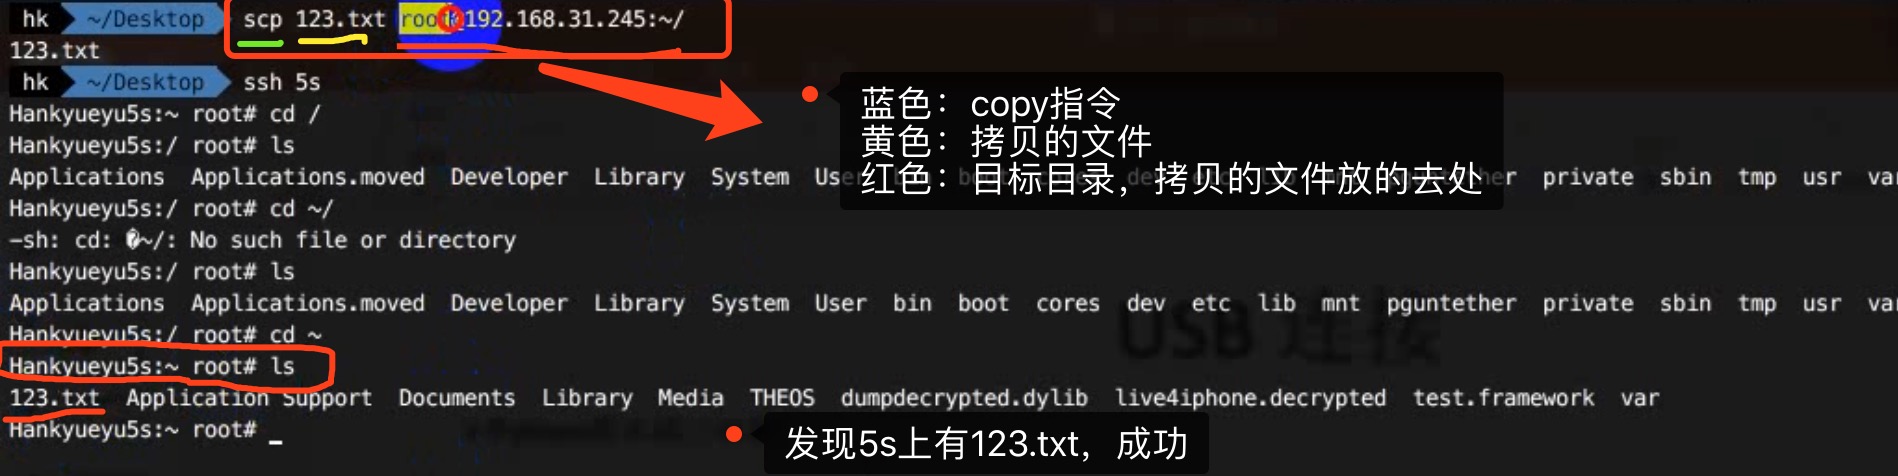 hk ~/Desktop scp 123.txt root@192.168.31.245:~/
123.txt
hk ~/Desktop ssh 5s
Hankyueyu5s:~ root# cd /
Hankyueyu5s:/ root# ls
Applications Applications.moved Developer Library System private sbin tmp usr
Hankyueyu5s:/ root# cd ~/
-sh: cd: �~/: No such file or directory
Hankyueyu5s:/ root# ls
Applications Applications.moved Developer Library System User bin boot cores dev etc lib mnt pguntether private sbin tmp usr
Hankyueyu5s:/ root# cd ~
Hankyueyu5s:~ root# ls
123.txt Application Support Documents Library Media THEOS dumpdecrypted.dylib live4iphone.decrypted test.framework var
Hankyueyu5s:~ root# _
蓝色：copy指令
黄色：拷贝的文件
红色：目标目录，拷贝的文件放的去处
USB 连接
发现5s上有123.txt，成功